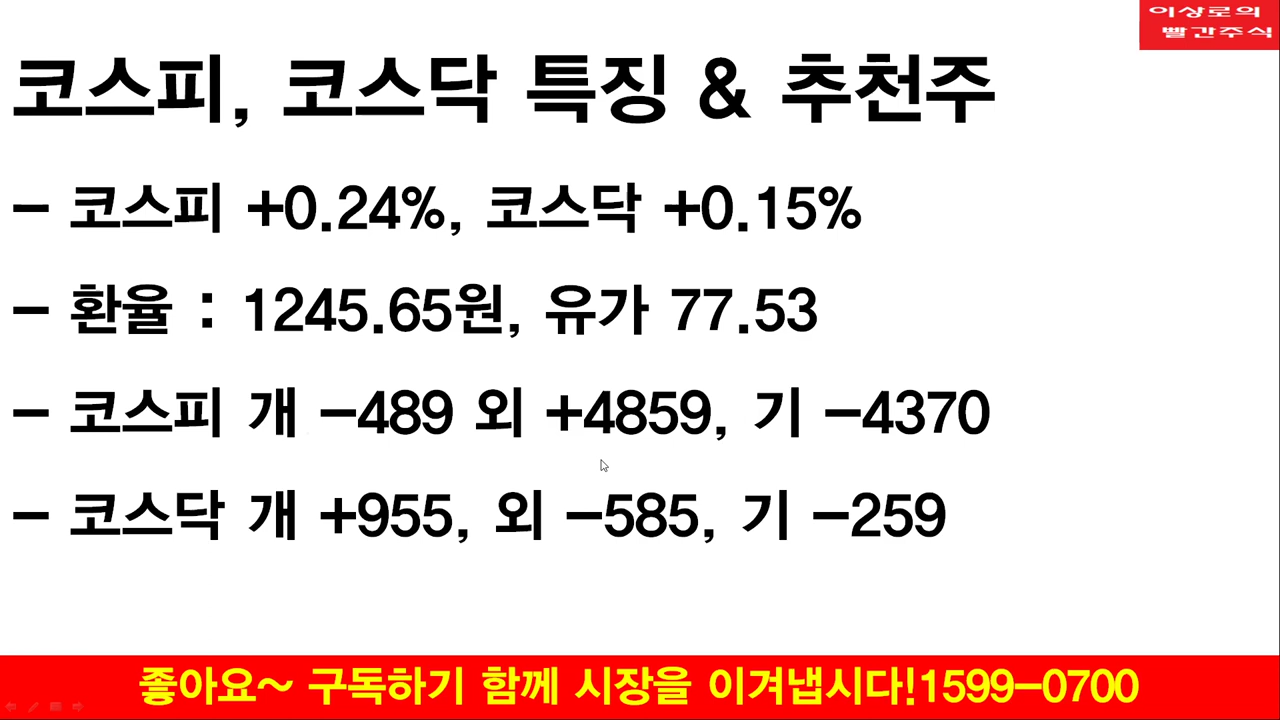 이상로의
빨간주식
코스피, 코스닥 특징 & 추천주
- 코스피 +0.24%, 코스닥 +0.15%
- 환율 : 1245.65원, 유가 77.53
- 코스피 개 -489 외 +4859, 기 -4370
- 코스닥 개 +955, 외 -585, 기 -259
좋아요~ 구독하기 함께 시장을 이겨냅시다!1599-0700